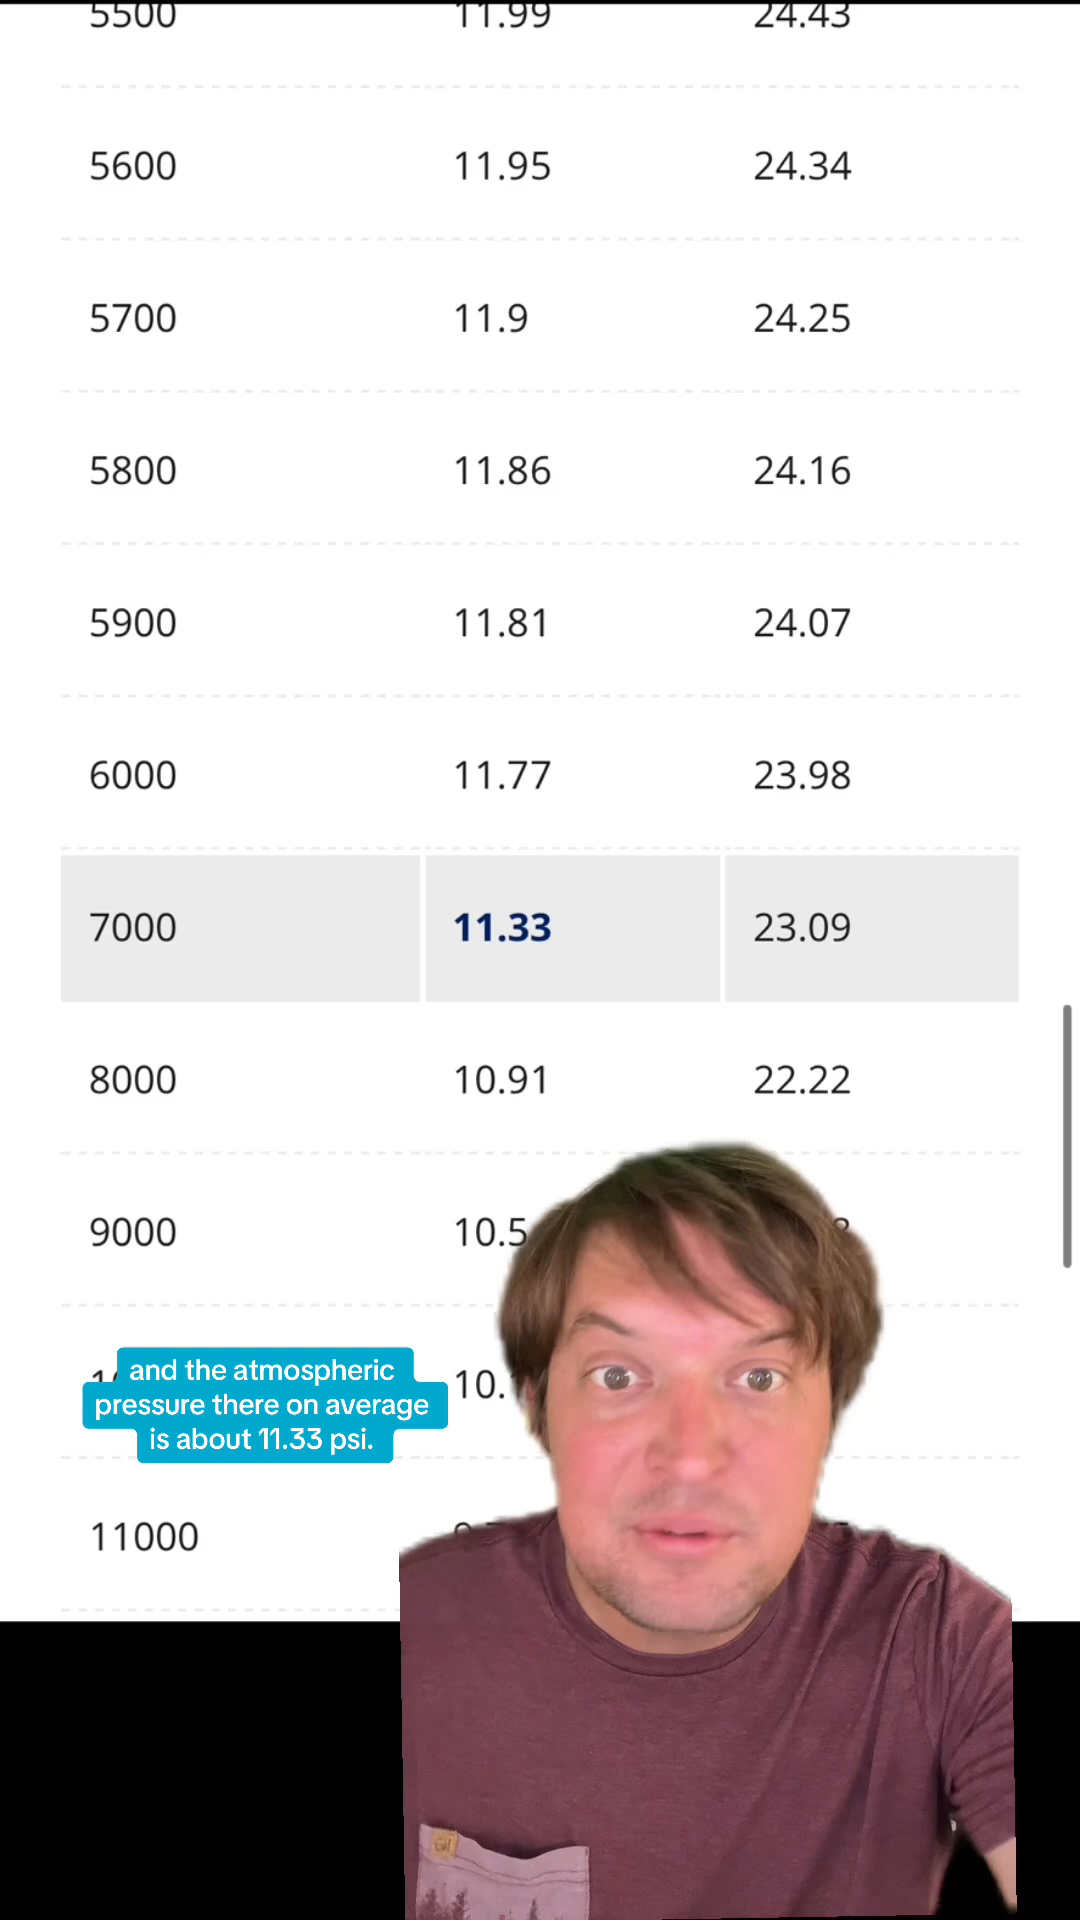 5500 11.99 24.43
5600 11.95 24.34
5700 11.9 24.25
5800 11.86 24.16
5900 11.81 24.07
6000 11.77 23.98
7000 11.33 23.09
8000 10.91 22.22
9000 10.5
and the atmospheric
pressure there on average
is about 11.33 psi.
11000